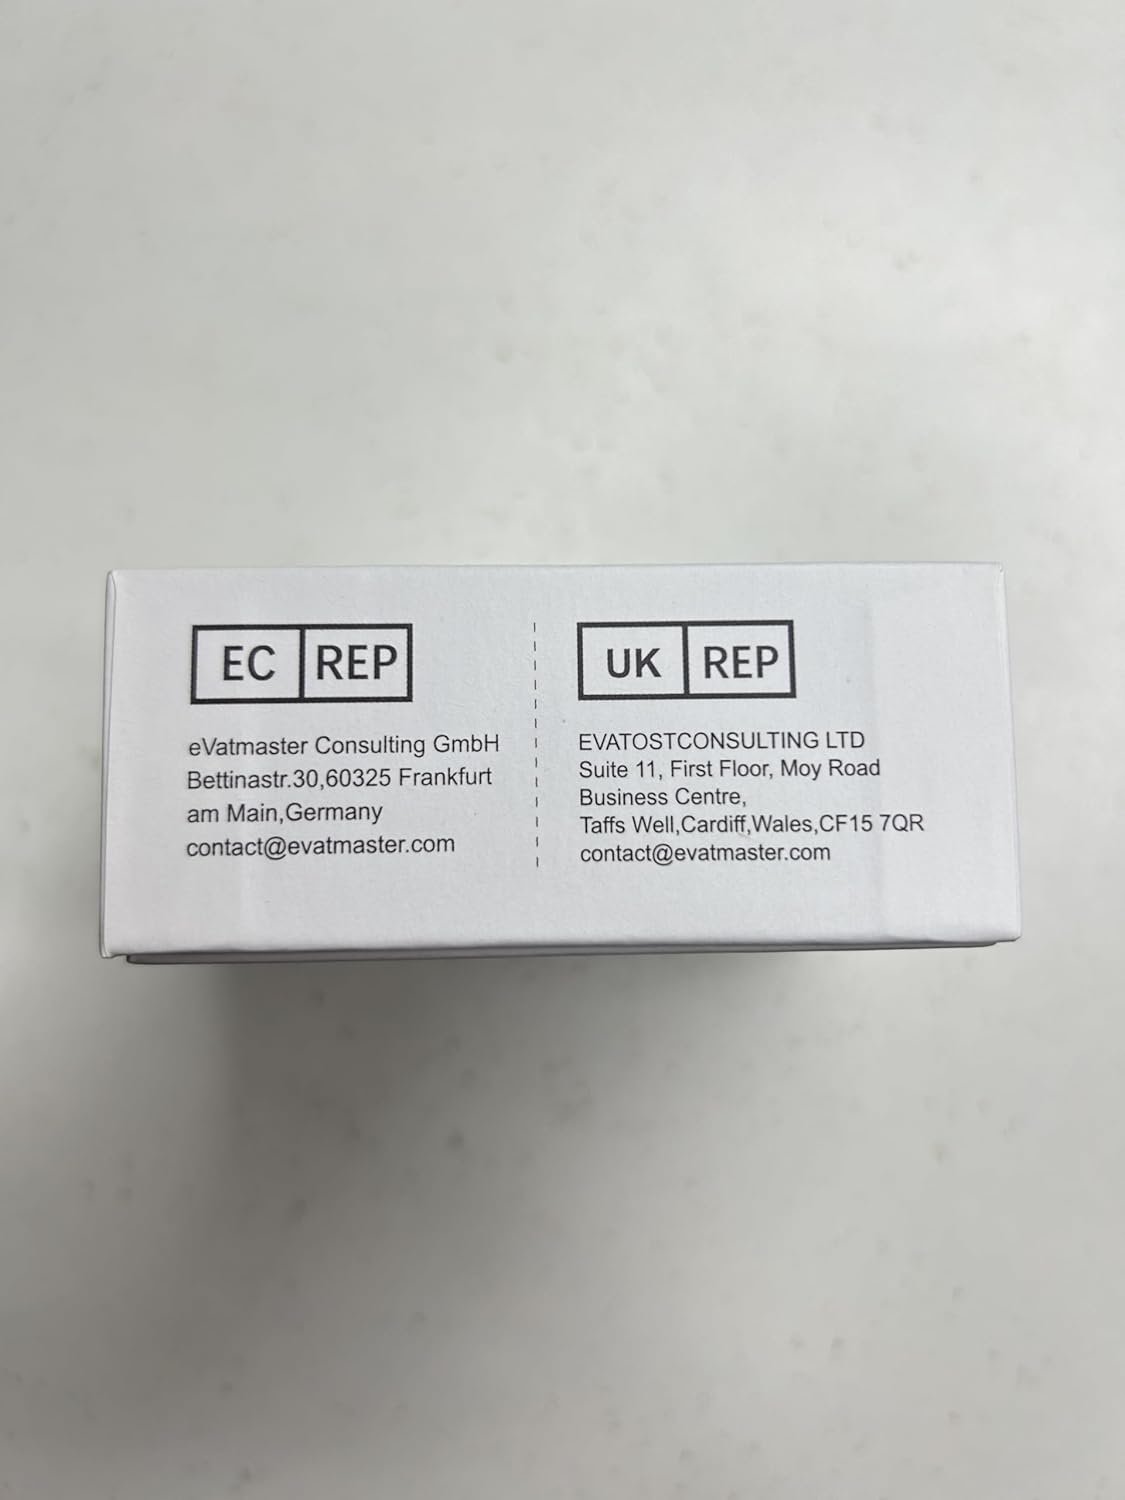 EC REP
eVatmaster Consulting GmbH
Bettinastr.30,60325 Frankfurt
am Main,Germany
contact@evatmaster.com
UK REP
EVATOSTCONSULTING LTD
Suite 11, First Floor, Moy Road
Business Centre,
Taffs Well,Cardiff,Wales,CF15 7QR
contact@evatmaster.com